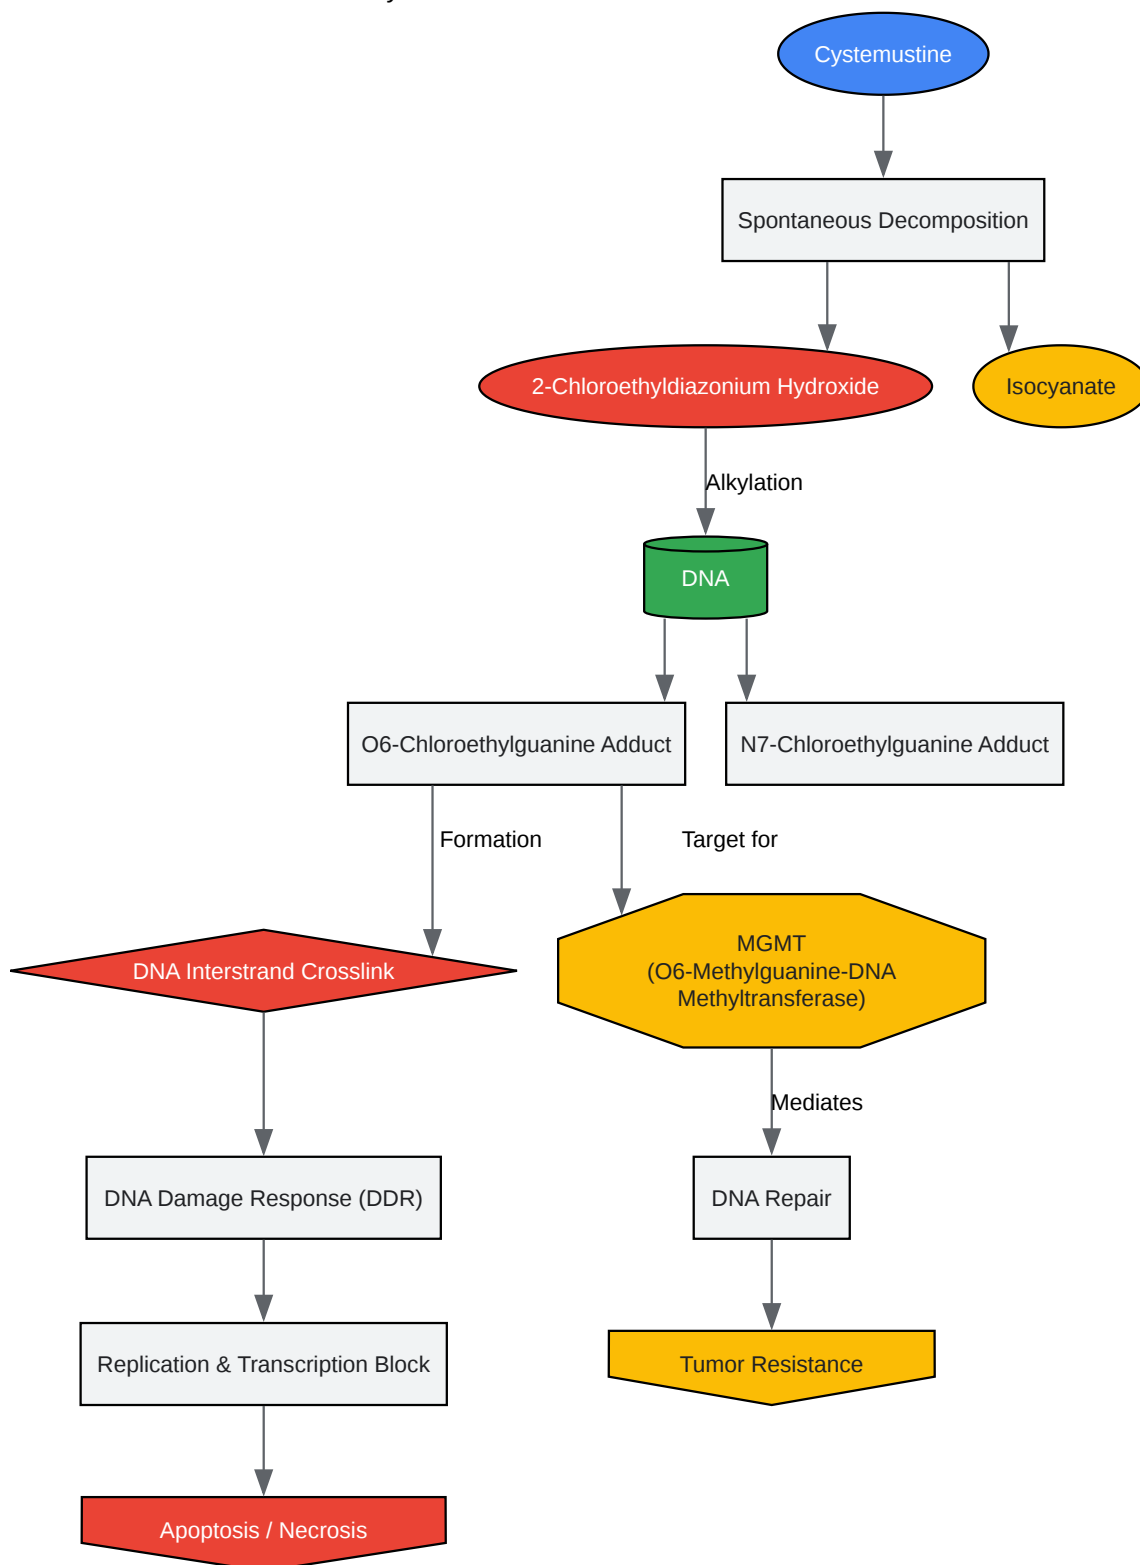 Cystemustine
Spontaneous Decomposition
2-Chloroethyldiazonium Hydroxide
Isocyanate
Alkylation
DNA
O6-Chloroethylguanine Adduct
N7-Chloroethylguanine Adduct
Formation
Target for
DNA Interstrand Crosslink
MGMT
(O6-Methylguanine-DNA
Methyltransferase)
Mediates
DNA Damage Response (DDR)
DNA Repair
Replication & Transcription Block
Tumor Resistance
Apoptosis / Necrosis